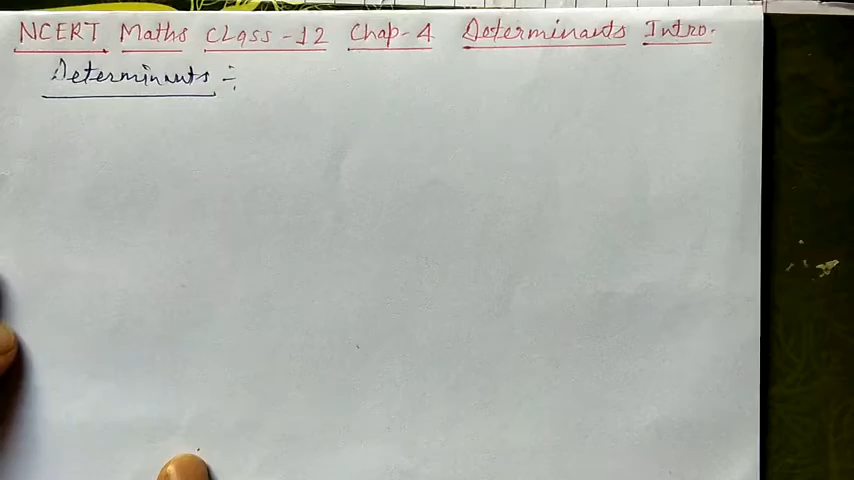 NCERT Maths Class -12 Chap-4 Determinants Intro.
Determinants :-